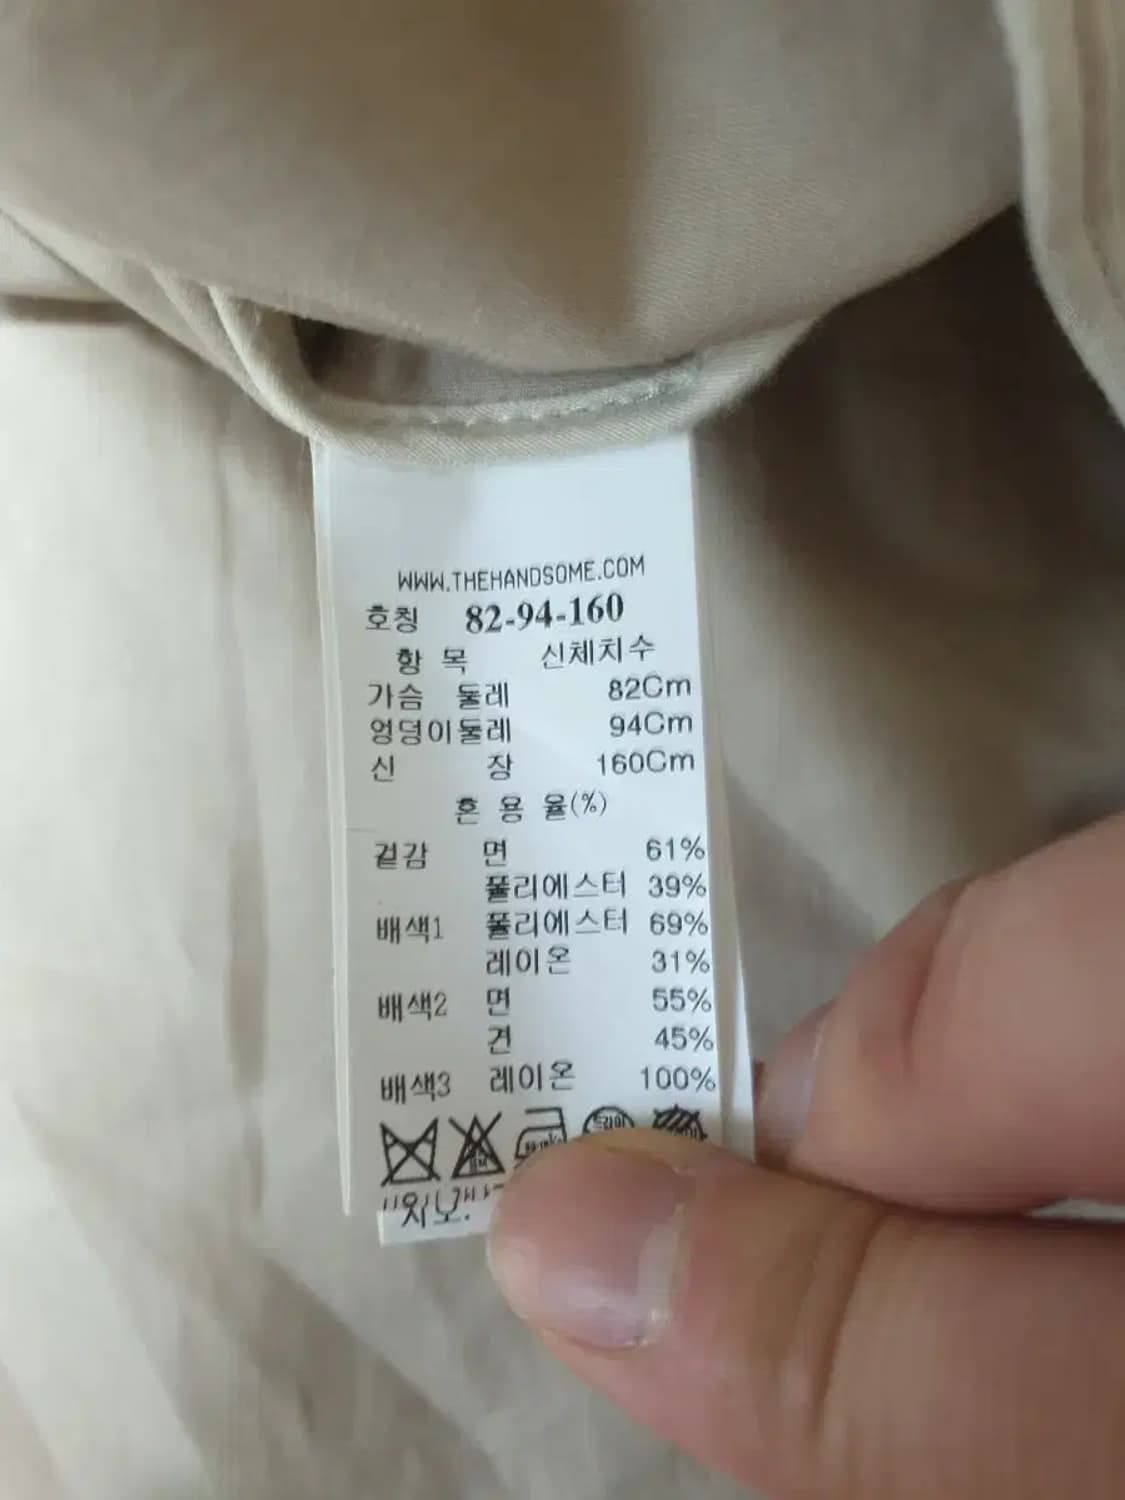 WWW.THEHANDSOME.COM
호칭 82-94-160
항 목 신체치수
가슴 둘레 82Cm
엉덩이둘레 94Cm
신 장 160Cm
혼 용 율(%)
겉감 면 61%
폴리에스터 39%
배색1 폴리에스터 69%
레이온 31%
배색2 면 55%
견 45%
배색3 레이온 100%
드라이